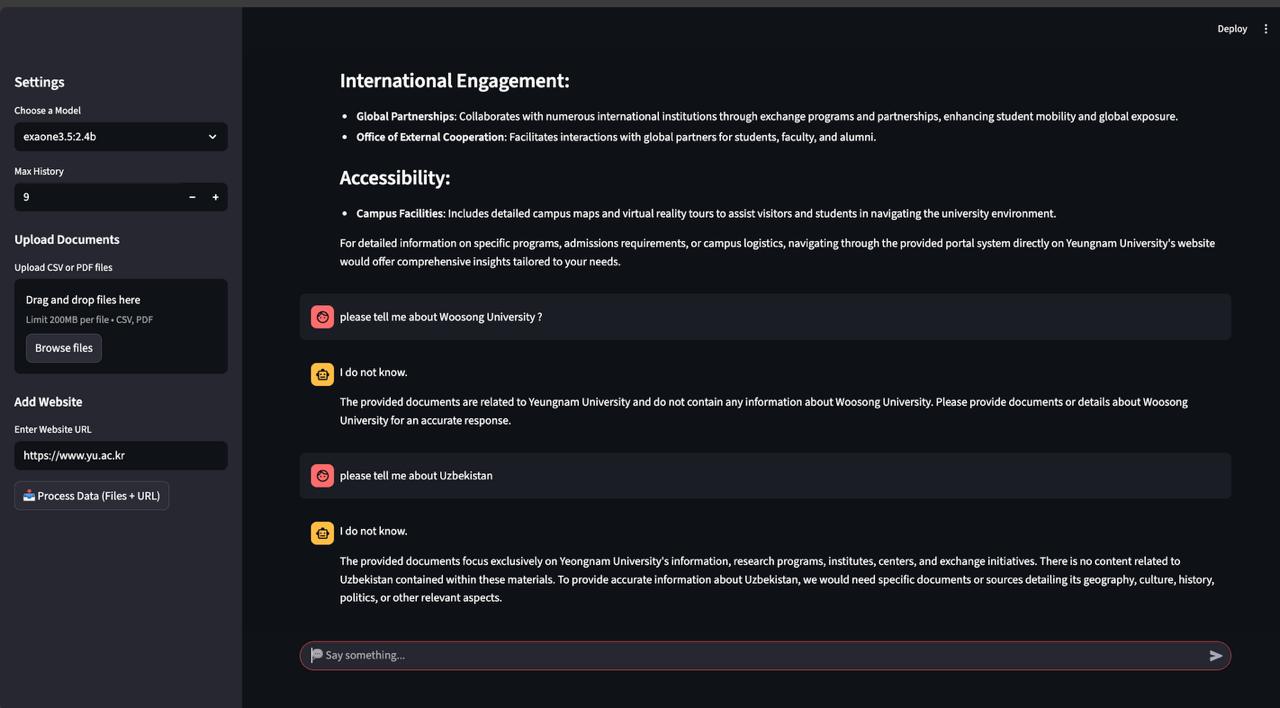 Deploy
Settings
Choose a Model
exaone3.5:2.4b
Max History
9
Upload Documents
Upload CSV or PDF files
Drag and drop files here
Limit 200MB per file • CSV, PDF
Browse files
Add Website
Enter Website URL
https://www.yu.ac.kr
Process Data (Files + URL)
International Engagement:
• Global Partnerships: Collaborates with numerous international institutions through exchange programs and partnerships, enhancing student mobility and global exposure.
• Office of External Cooperation: Facilitates interactions with global partners for students, faculty, and alumni.
Accessibility:
• Campus Facilities: Includes detailed campus maps and virtual reality tours to assist visitors and students in navigating the university environment.
For detailed information on specific programs, admissions requirements, or campus logistics, navigating through the provided portal system directly on Yeungnam University's website
would offer comprehensive insights tailored to your needs.
please tell me about Woosong University ?
I do not know.
The provided documents are related to Yeungnam University and do not contain any information about Woosong University. Please provide documents or details about Woosong
University for an accurate response.
please tell me about Uzbekistan
I do not know.
The provided documents focus exclusively on Yeongnam University's information, research programs, institutes, centers, and exchange initiatives. There is no content related to
Uzbekistan contained within these materials. To provide accurate information about Uzbekistan, we would need specific documents or sources detailing its geography, culture, history,
politics, or other relevant aspects.
Say something...